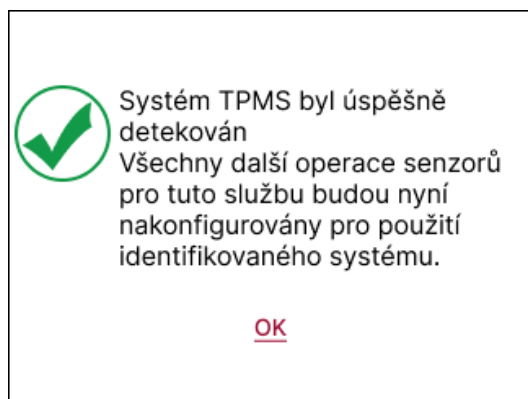 Systém TPMS byl úspěšně
detekován
Všechny další operace senzorů
pro tuto službu budou nyní
nakonfigurovány pro použití
identifikovaného systému.
OK